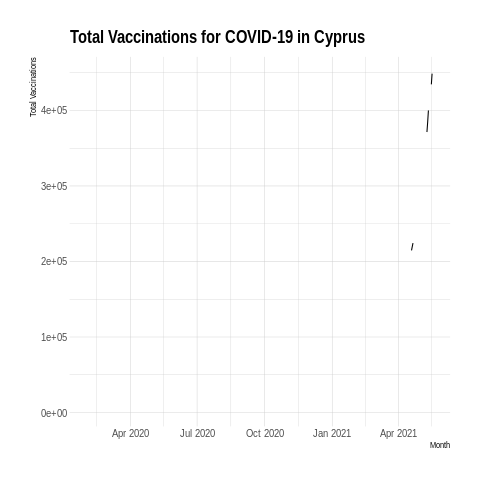 Total Vaccinations for COVID-19 in Cyprus
Total Vaccinations
4e+05
3e+05
2e+05
1e+05
0e+00
Apr 2020
Jul 2020
Oct 2020
Jan 2021
Apr 2021
Month